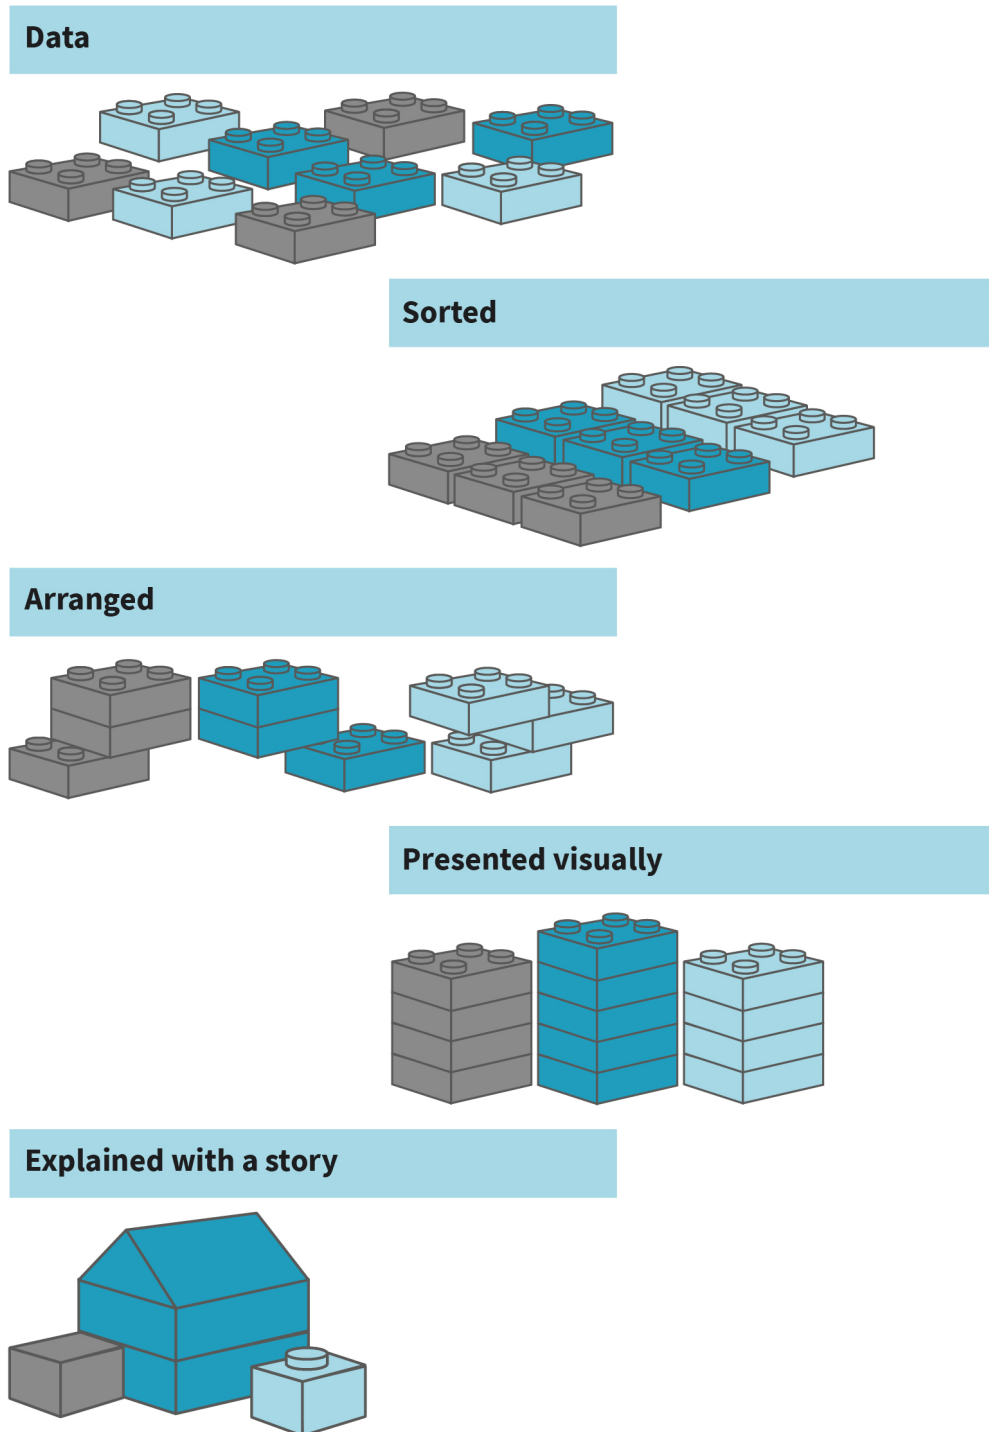 Data
Sorted
Arranged
Presented visually
Explained with a story